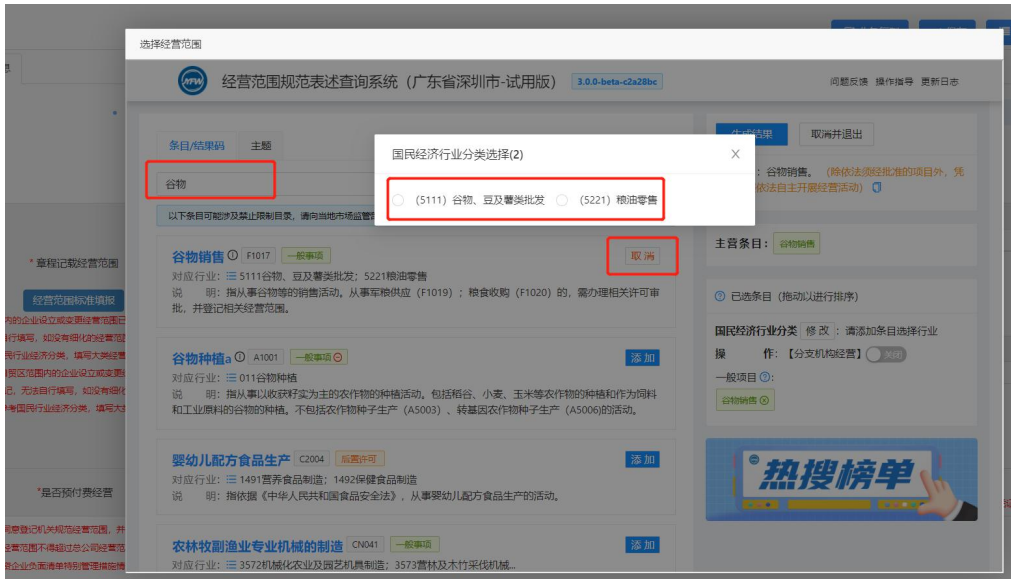 选择经营范围
经营范围规范表述查询系统（广东省深圳市-试用版） 3.0.0-beta-c2a28bc
问题反馈 操作指导 更新日志
条目/结果码 主题
国民经济行业分类选择(2) X
生成结果 取消并退出
谷物
(5111) 谷物、豆及薯类批发 (5221) 粮油零售
：谷物销售。（除依法须经批准的项目外，凭
依法自主开展经营活动）
以下条目可能涉及禁止限制目录，请向当地市场监管
谷物销售 F1017 一般事项 取消
对应行业：5111谷物、豆及薯类批发；5221粮油零售
说 明：指从事谷物等的销售活动。从事军粮供应（F1019）；粮食收购（F1020）的，需办理相关许可审
批，并登记相关经营范围。
主营条目： 谷物销售
*章程记载经营范围
经营范围标准填报
已选条目（拖动以进行排序）
国民经济行业分类 修 改 ：请添加条目选择行业
操 作：【分支机构经营】 关闭
一般项目：
谷物销售
谷物种植a A1001 一般事项 添加
对应行业：011谷物种植
说 明：指从事以收获籽实为主的农作物的种植活动。包括稻谷、小麦、玉米等农作物的种植和作为饲料
和工业原料的谷物的种植。不包括农作物种子生产（A5003）、转基因农作物种子生产（A5006)的活动。
婴幼儿配方食品生产 C2004 后置许可 添加
对应行业：1491营养食品制造；1492保健食品制造
说 明：指依据《中华人民共和国食品安全法》，从事婴幼儿配方食品生产的活动。
热搜榜单
*是否预付费经营
农林牧副渔业专业机械的制造 CN041 一般事项 添加
对应行业：3572机械化农业及园艺机具制造；3573营林及木竹采伐机械...